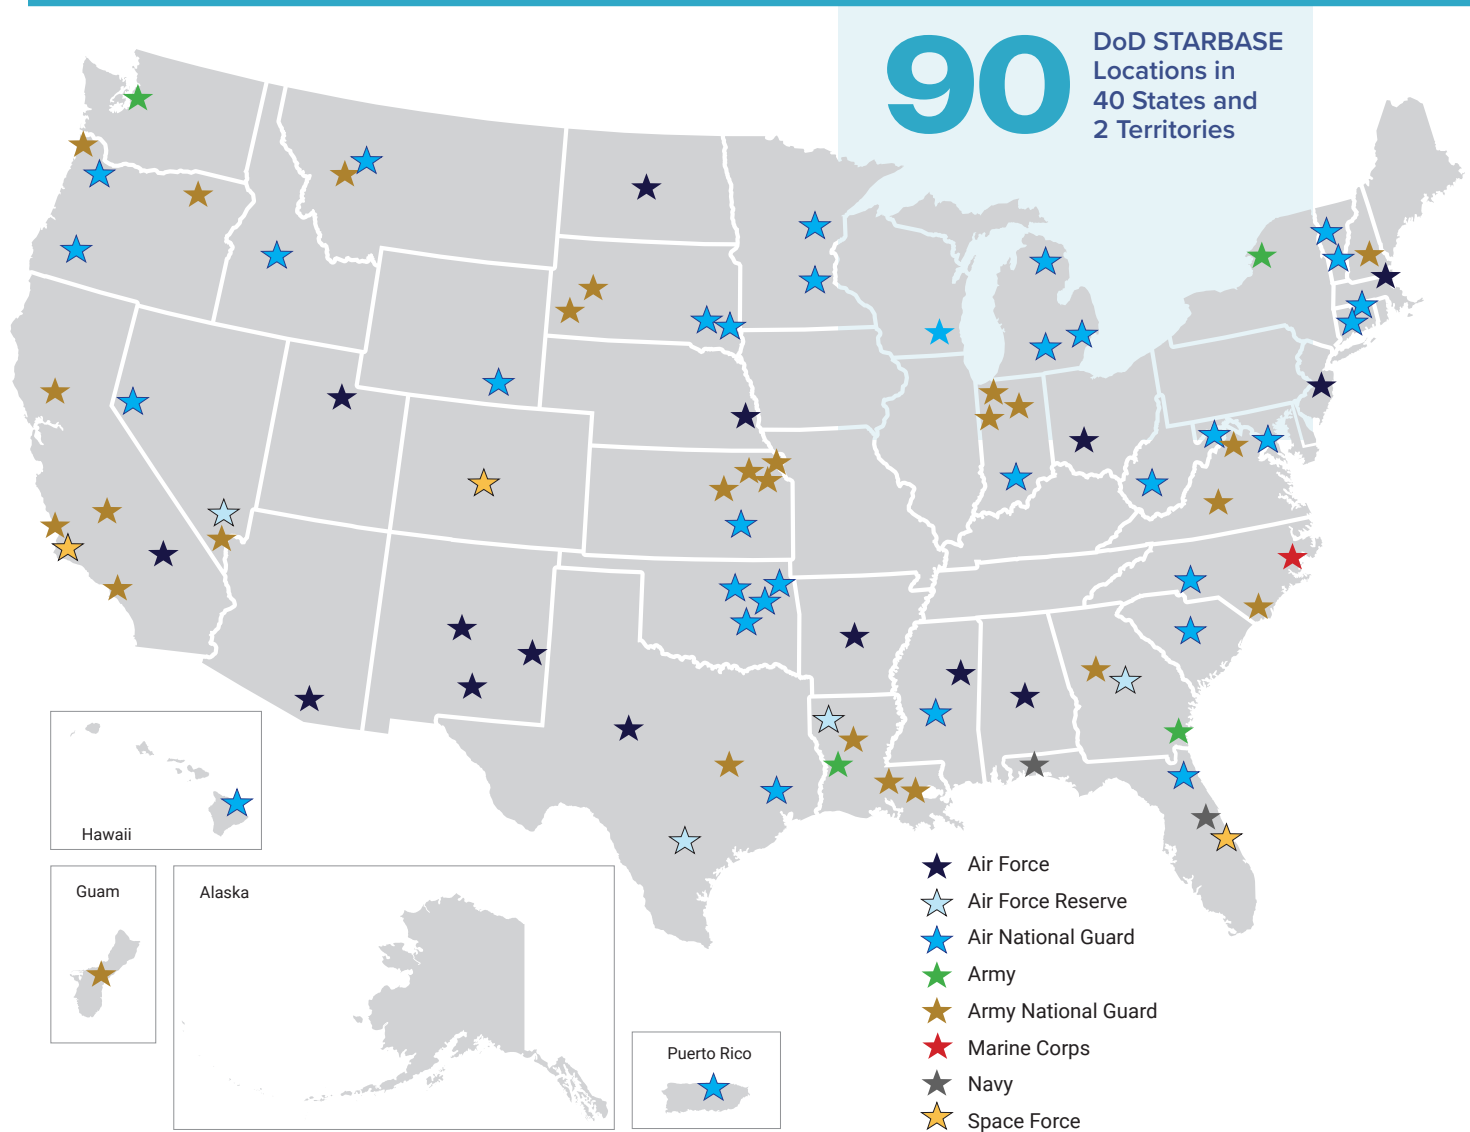 90
DoD STARBASE
Locations in
40 States and
2 Territories
Hawaii
Guam
Alaska
Puerto Rico
Air Force
Air Force Reserve
Air National Guard
Army
Army National Guard
Marine Corps
Navy
Space Force